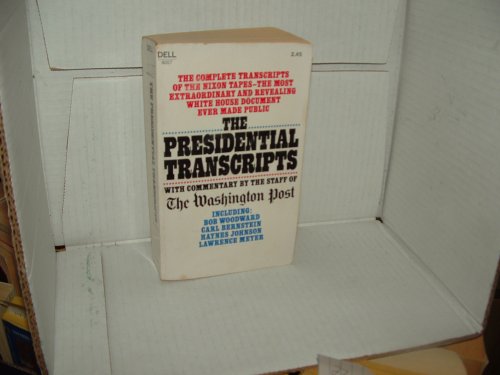 DELL 2.45
THE COMPLETE TRANSCRIPTS
OF THE NIXON TAPES—THE MOST
EXTRAORDINARY AND REVEALING
WHITE HOUSE DOCUMENT
EVER MADE PUBLIC
THE
PRESIDENTIAL
TRANSCRIPTS
WITH COMMENTARY BY THE STAFF OF
The Washington Post
INCLUDING:
BOB WOODWARD
CARL BERNSTEIN
HAYNES JOHNSON
LAWRENCE MEYER